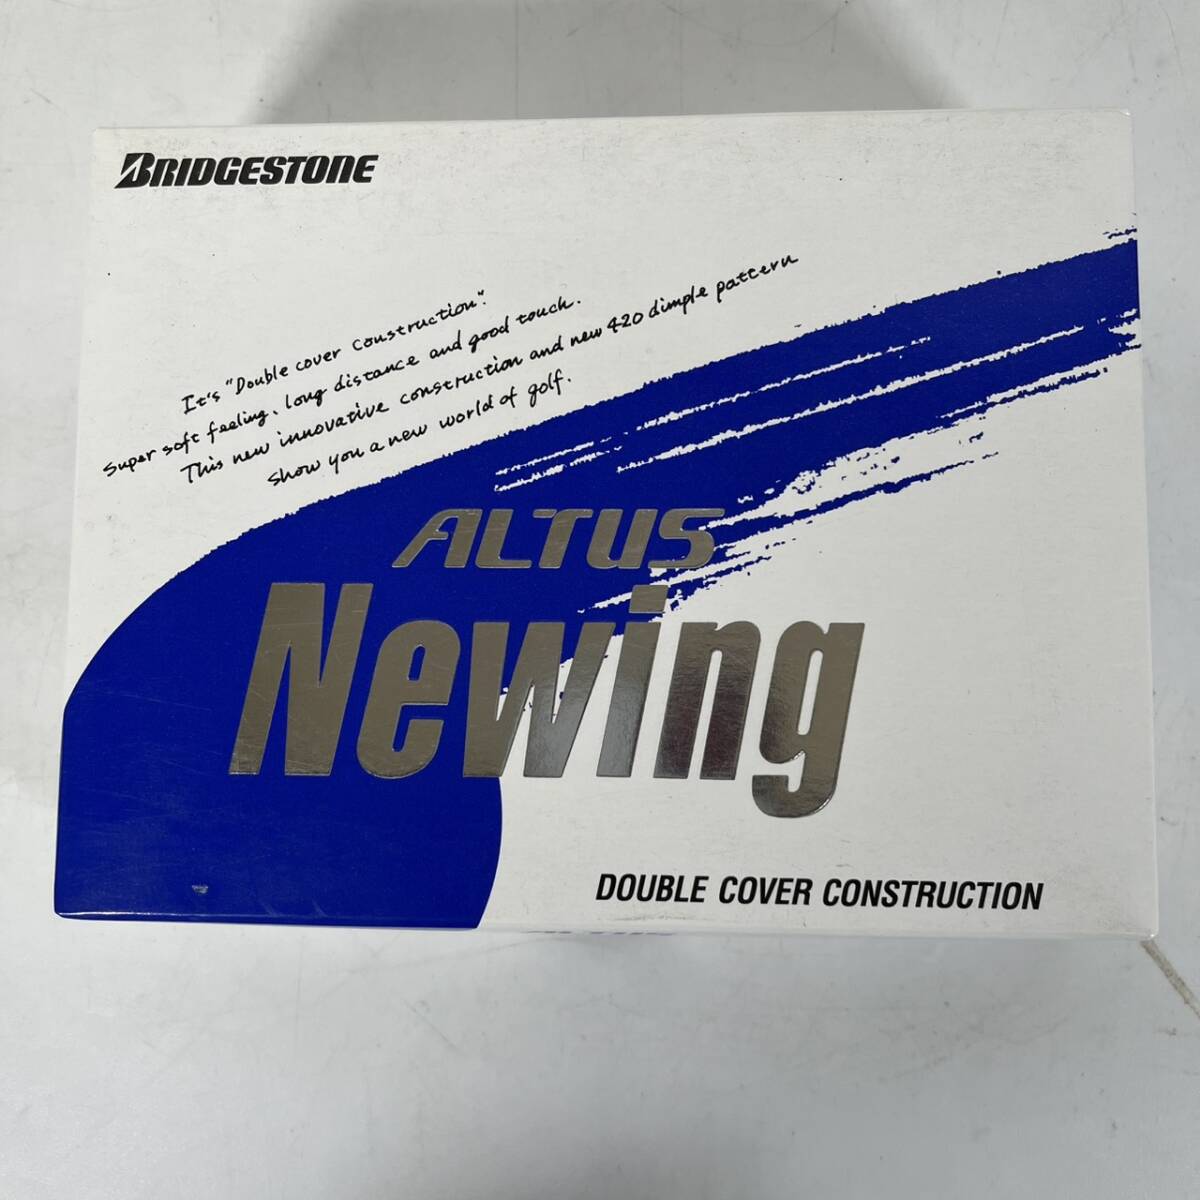 BRIDGESTONE
It's "Double cover construction".
Super soft feeling, long distance and good touch.
This new innovative construction and new 420 dimple pattern
show you a new world of golf.
ALTUS
Newing
DOUBLE COVER CONSTRUCTION